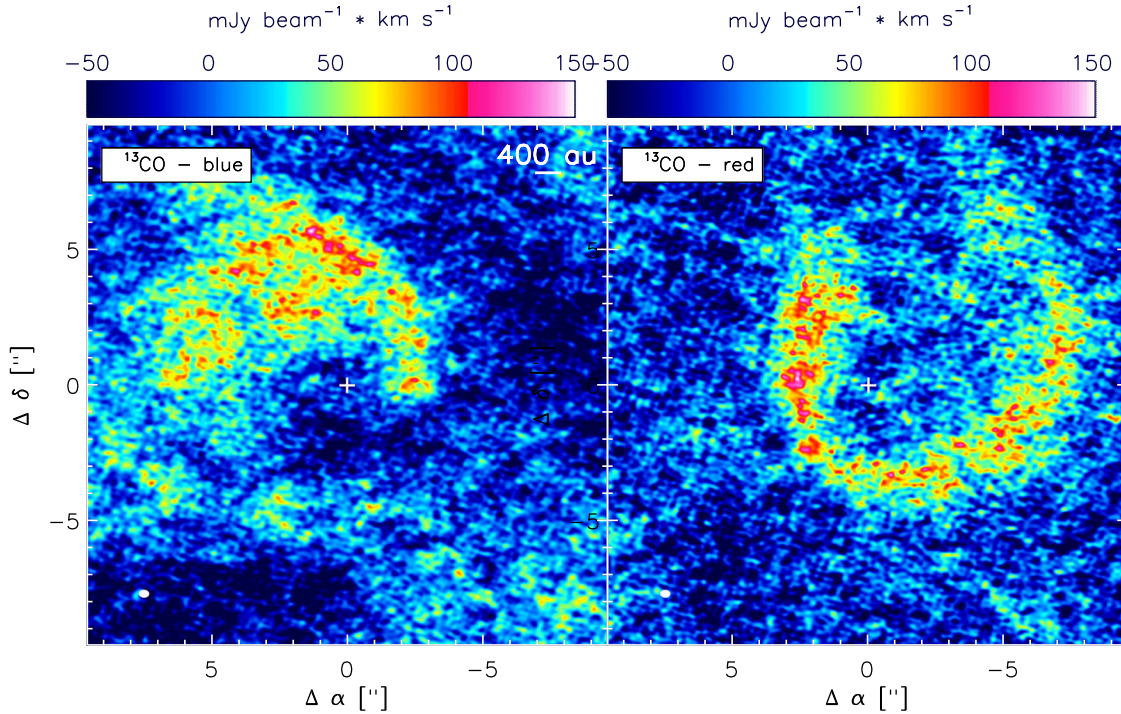 mJy beam⁻¹ * km s⁻¹
mJy beam⁻¹ * km s⁻¹
−50 0 50 100 150
−50 0 50 100 150
¹³CO − blue
400 au
¹³CO − red
5
0
−5
5
−5
Δ δ ["]
5 0 −5
5 0 −5
Δ α ["]
Δ α ["]